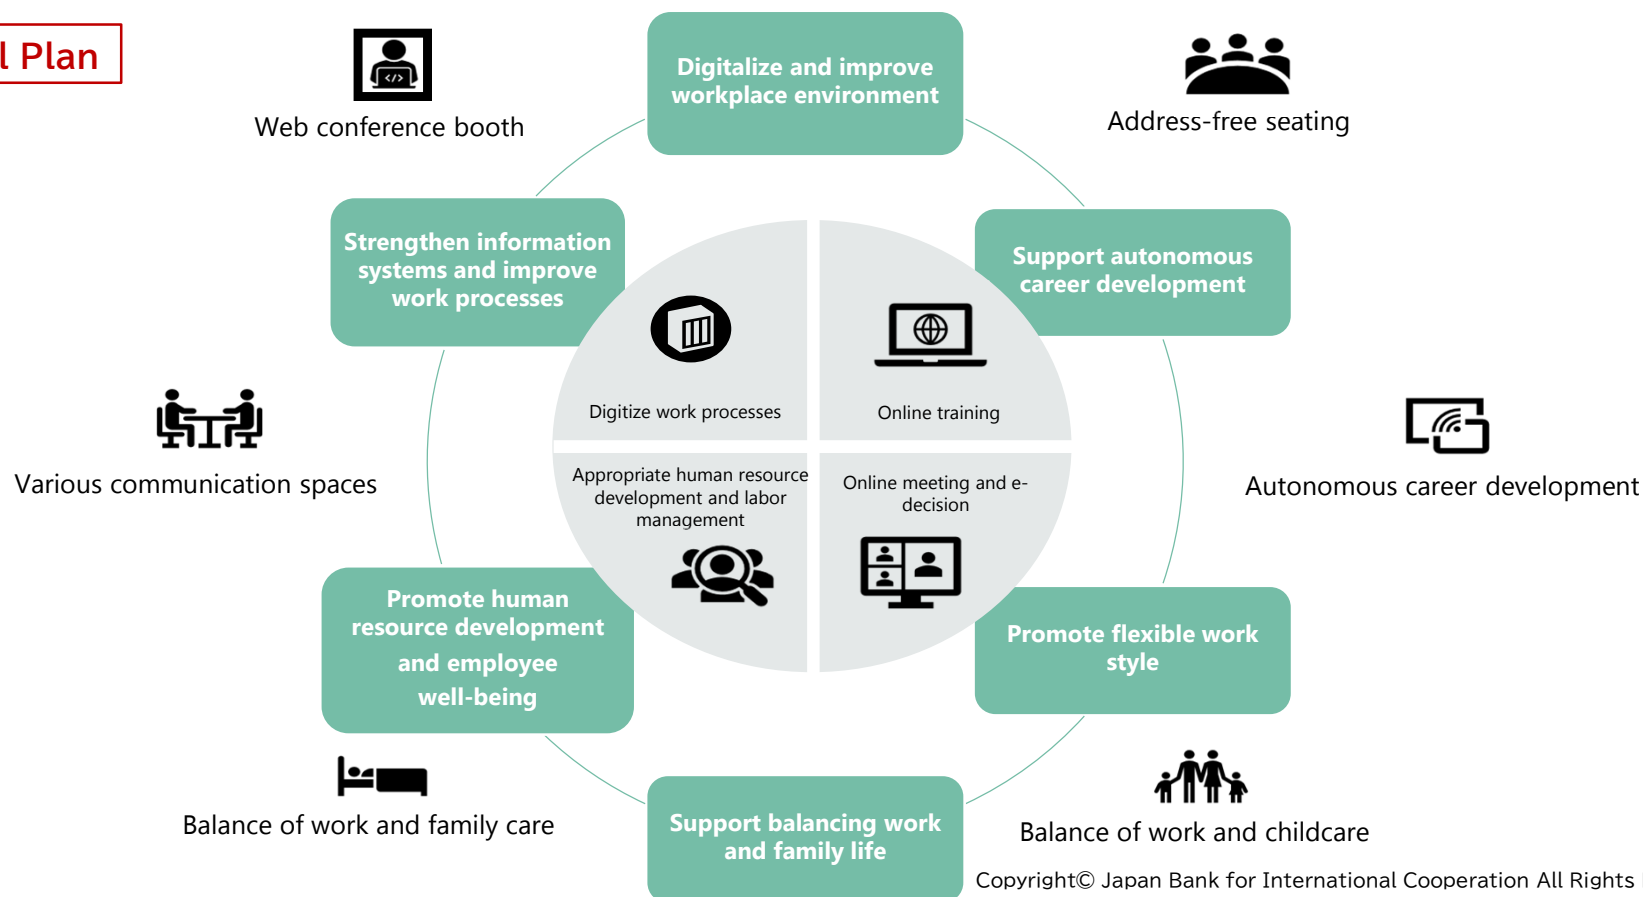 l Plan
Digitalize and improve
workplace environment
Web conference booth
Address-free seating
Strengthen information
systems and improve
work processes
Support autonomous
career development
Digitize work processes
Online training
Various communication spaces
Appropriate human resource
development and labor
management
Online meeting and e-
decision
Autonomous career development
Promote human
resource development
and employee
well-being
Promote flexible work
style
Balance of work and family care
Support balancing work
and family life
Balance of work and childcare
Copyright© Japan Bank for International Cooperation All Rights